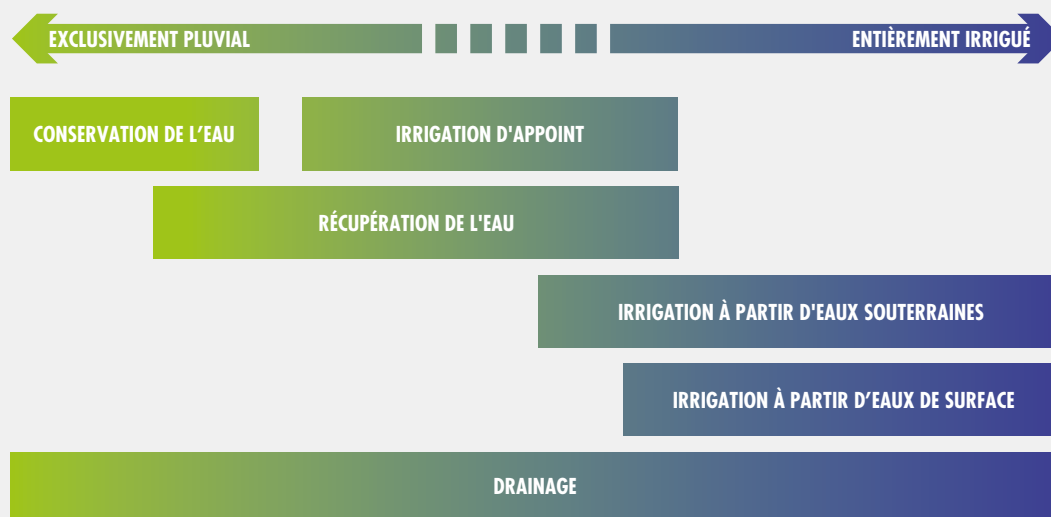 EXCLUSIVEMENT PLUVIAL
ENTIÈREMENT IRRIGUÉ
CONSERVATION DE L’EAU
IRRIGATION D'APPOINT
RÉCUPÉRATION DE L'EAU
IRRIGATION À PARTIR D'EAUX SOUTERRAINES
IRRIGATION À PARTIR D’EAUX DE SURFACE
DRAINAGE